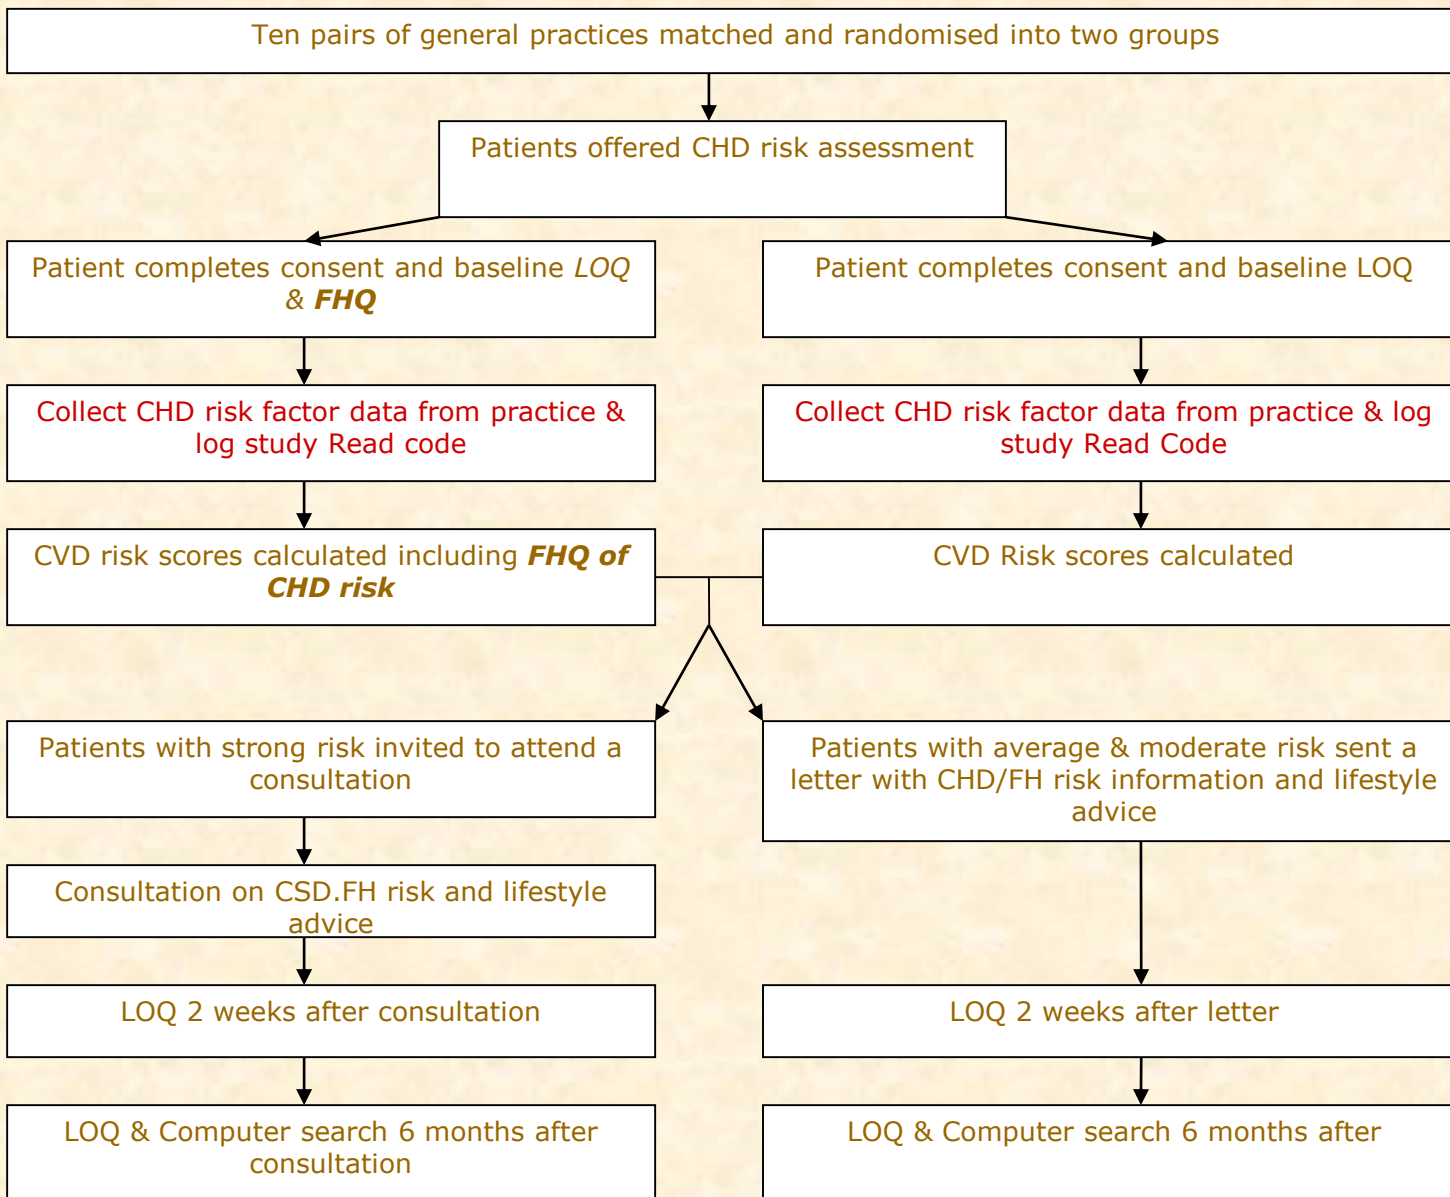 Ten pairs of general practices matched and randomised into two groups
Patients offered CHD risk assessment
Patient completes consent and baseline LOQ
& FHQ
Patient completes consent and baseline LOQ
Collect CHD risk factor data from practice &
log study Read code
Collect CHD risk factor data from practice & log
study Read Code
CVD risk scores calculated including FHQ of
CHD risk
CVD Risk scores calculated
Patients with strong risk invited to attend a
consultation
Patients with average & moderate risk sent a
letter with CHD/FH risk information and lifestyle
advice
Consultation on CSD.FH risk and lifestyle
advice
LOQ 2 weeks after consultation
LOQ 2 weeks after letter
LOQ & Computer search 6 months after
consultation
LOQ & Computer search 6 months after